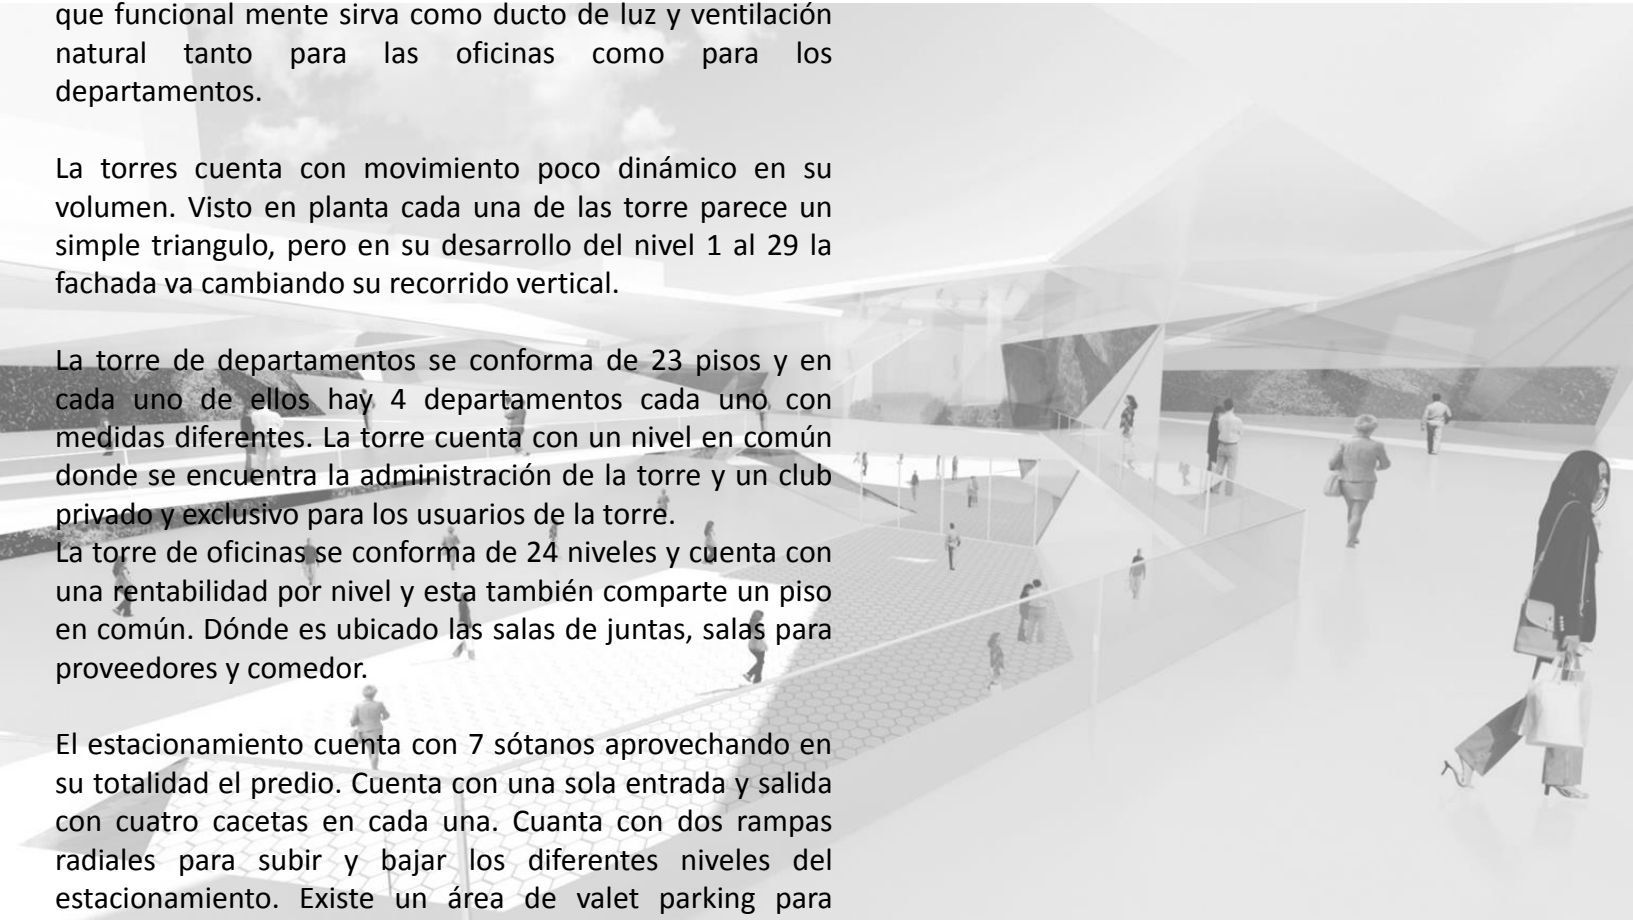 que funcional mente sirva como ducto de luz y ventilación
natural tanto para las oficinas como para los
departamentos.
La torres cuenta con movimiento poco dinámico en su
volumen. Visto en planta cada una de las torre parece un
simple triangulo, pero en su desarrollo del nivel 1 al 29 la
fachada va cambiando su recorrido vertical.
La torre de departamentos se conforma de 23 pisos y en
cada uno de ellos hay 4 departamentos cada uno con
medidas diferentes. La torre cuenta con un nivel en común
donde se encuentra la administración de la torre y un club
privado y exclusivo para los usuarios de la torre.
La torre de oficinas se conforma de 24 niveles y cuenta con
una rentabilidad por nivel y esta también comparte un piso
en común. Dónde es ubicado las salas de juntas, salas para
proveedores y comedor.
El estacionamiento cuenta con 7 sótanos aprovechando en
su totalidad el predio. Cuenta con una sola entrada y salida
con cuatro cacetas en cada una. Cuanta con dos rampas
radiales para subir y bajar los diferentes niveles del
estacionamiento. Existe un área de valet parking para